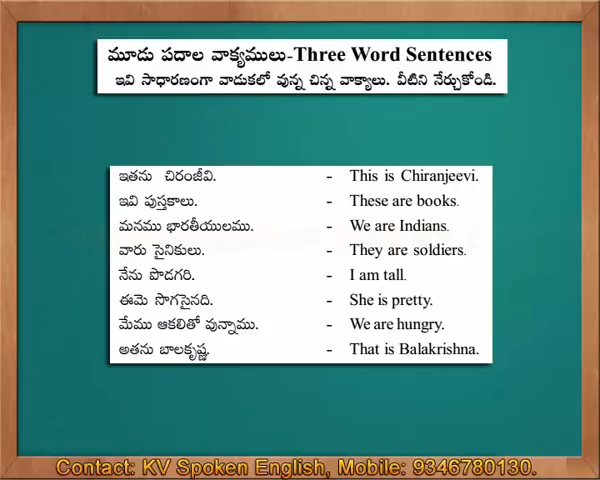 మూడు పదాల వాక్యములు-Three Word Sentences
ఇవి సాధారణంగా వాడుకలో వున్న చిన్న వాక్యాలు. వీటిని నేర్చుకోండి.
ఇతను చిరంజీవి. - This is Chiranjeevi.
ఇవి పుస్తకాలు. - These are books.
మనము భారతీయులము. - We are Indians.
వారు సైనికులు. - They are soldiers.
నేను పొడగరి. - I am tall.
ఈమె సొగసైనది. - She is pretty.
మేము ఆకలితో వున్నాము. - We are hungry.
అతను బాలకృష్ణ. - That is Balakrishna.
Contact: KV Spoken English, Mobile: 9346780130.